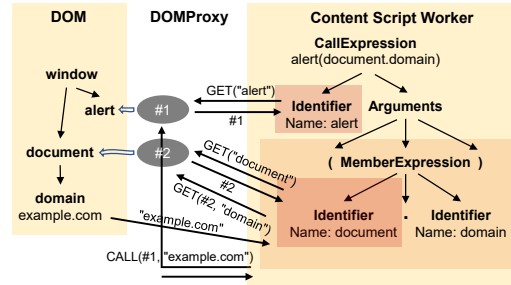 DOM
DOMProxy
Content Script Worker
CallExpression
alert(document.domain)
window
GET("alert")
alert
#1
#1
Identifier
Name: alert
Arguments
document
#2
GET("document")
#2
GET(#2, "domain")
( MemberExpression )
domain
example.com
"example.com"
Identifier
Name: document
.
Identifier
Name: domain
CALL(#1, "example.com")